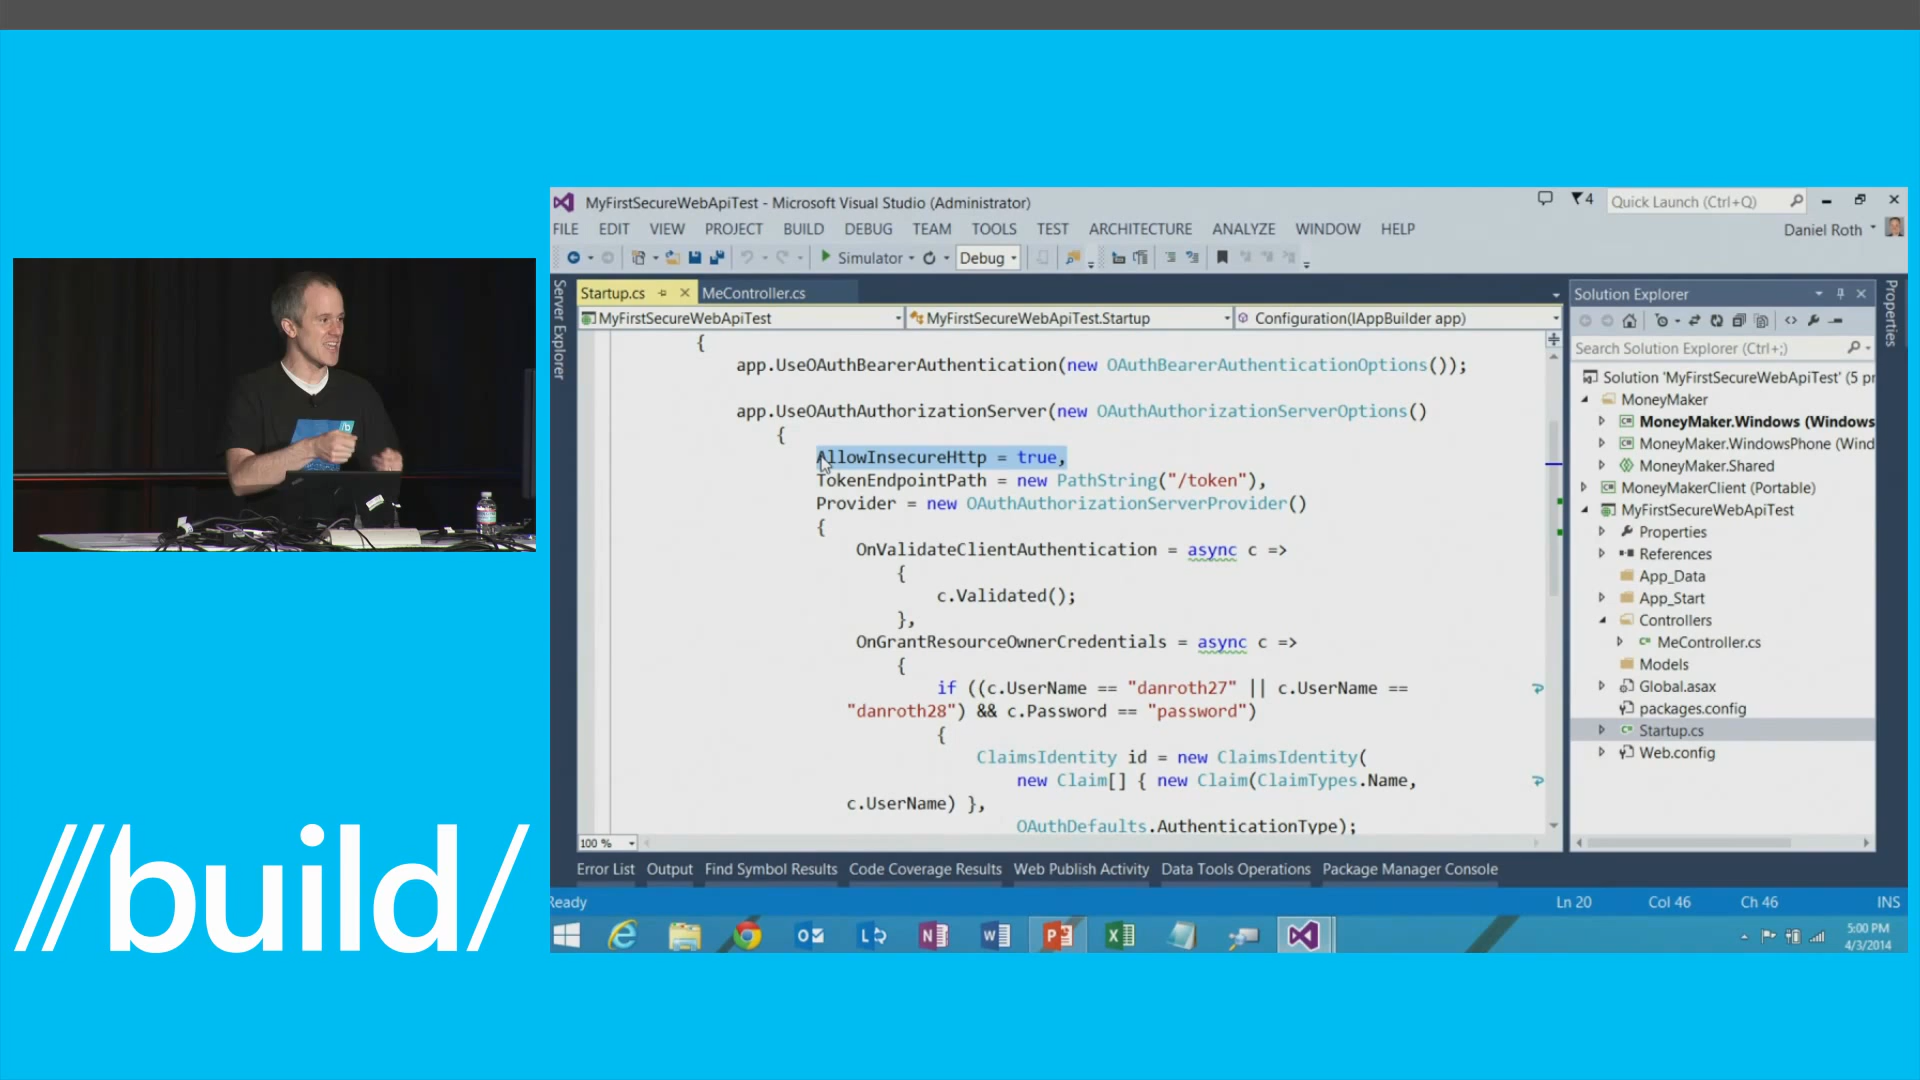 MyFirstSecureWebApiTest - Microsoft Visual Studio (Administrator)
4
Quick Launch (Ctrl+Q)
FILE EDIT VIEW PROJECT BUILD DEBUG TEAM TOOLS TEST ARCHITECTURE ANALYZE WINDOW HELP
Daniel Roth
Simulator
Debug
Server Explorer
Startup.cs
MeController.cs
MyFirstSecureWebApiTest
MyFirstSecureWebApiTest.Startup
Configuration(IAppBuilder app)
{
app.UseOAuthBearerAuthentication(new OAuthBearerAuthenticationOptions());
app.UseOAuthAuthorizationServer(new OAuthAuthorizationServerOptions()
{
AllowInsecureHttp = true,
TokenEndpointPath = new PathString("/token"),
Provider = new OAuthAuthorizationServerProvider()
{
OnValidateClientAuthentication = async c =>
{
c.Validated();
},
OnGrantResourceOwnerCredentials = async c =>
{
if ((c.UserName == "danroth27" || c.UserName ==
"danroth28") && c.Password == "password")
{
ClaimsIdentity id = new ClaimsIdentity(
new Claim[] { new Claim(ClaimTypes.Name,
c.UserName) },
OAuthDefaults.AuthenticationType);
100 %
Solution Explorer
Search Solution Explorer (Ctrl+;)
Solution 'MyFirstSecureWebApiTest' (5 pr
MoneyMaker
MoneyMaker.Windows (Windows
MoneyMaker.WindowsPhone (Wind
MoneyMaker.Shared
MoneyMakerClient (Portable)
MyFirstSecureWebApiTest
Properties
References
App_Data
App_Start
Controllers
MeController.cs
Models
Global.asax
packages.config
Startup.cs
Web.config
Properties
Error List Output Find Symbol Results Code Coverage Results Web Publish Activity Data Tools Operations Package Manager Console
Ready
Ln 20 Col 46 Ch 46 INS
5:00 PM
4/3/2014
//build/